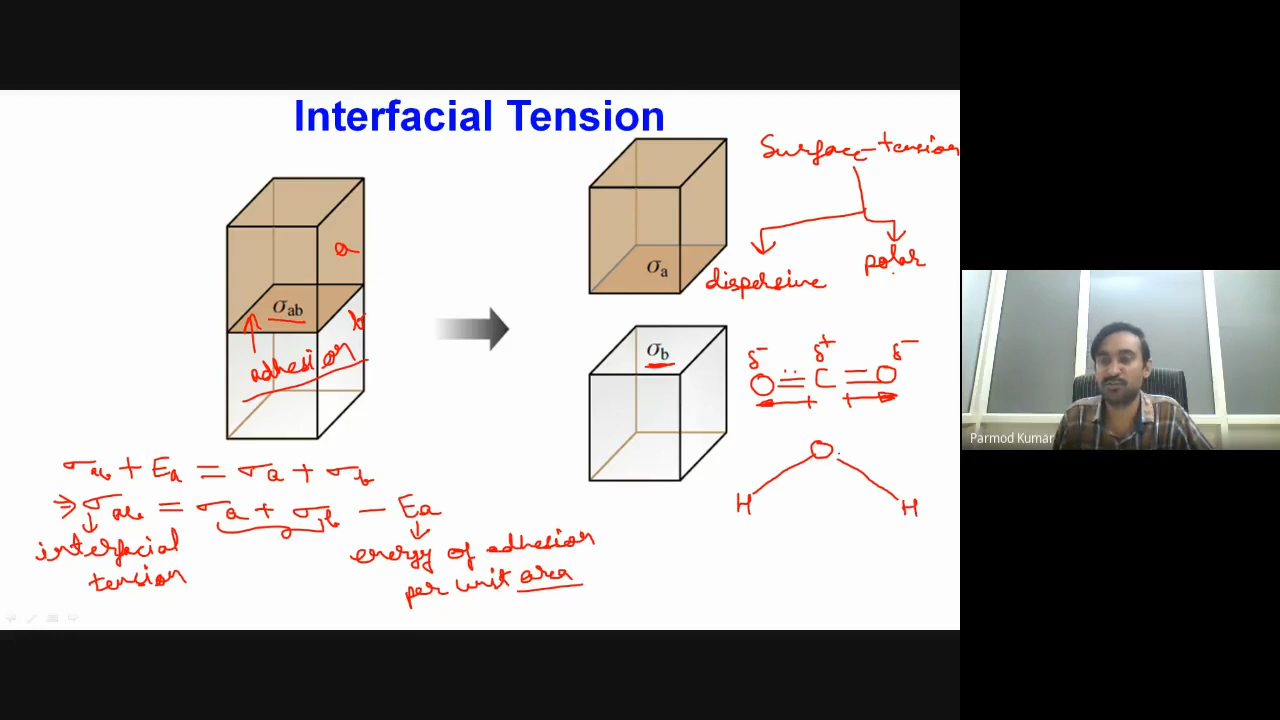 Interfacial Tension
Surface-tension
dispersive
polar
a
σab
b
adhesion
σa
σb
δ- δ+ δ-
O = C = O
O
H H
σab + Ea = σa + σb
⇒ σab = σa + σb - Ea
interfacial
tension
energy of adhesion
per unit area
Parmod Kumar